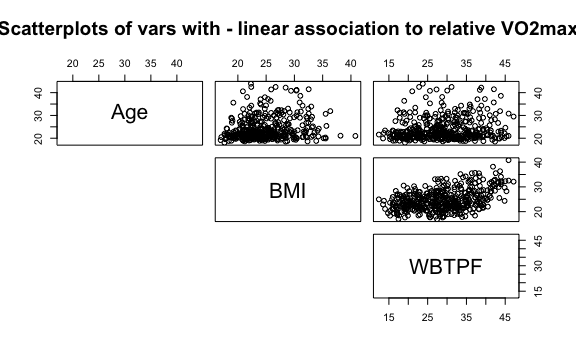 Scatterplots of vars with - linear association to relative VO2max
20 25 30 35 40
20 25 30 35 40
15 25 35 45
20 30 40
Age
20 30 40
BMI
20 30 40
WBTPF
15 30 45
15 25 35 45